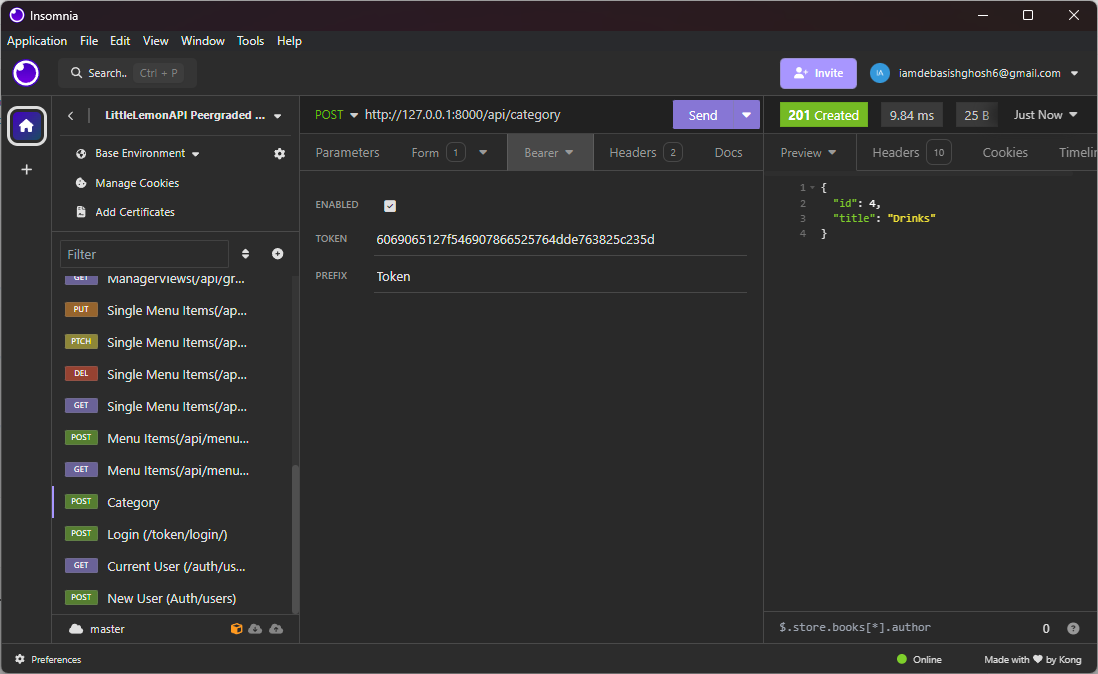 Insomnia
Application File Edit View Window Tools Help
Search.. Ctrl + P
Invite
IA
iamdebasishghosh6@gmail.com
LittleLemonAPI Peergraded ...
Base Environment
Manage Cookies
Add Certificates
Filter
GET ManagerViews(/api/gr...
PUT Single Menu Items(/ap...
PTCH Single Menu Items(/ap...
DEL Single Menu Items(/ap...
GET Single Menu Items(/ap...
POST Menu Items(/api/menu...
GET Menu Items(/api/menu...
POST Category
POST Login (/token/login/)
GET Current User (/auth/us...
POST New User (Auth/users)
master
POST http://127.0.0.1:8000/api/category Send
Parameters Form 1 Bearer Headers 2 Docs
ENABLED
TOKEN 6069065127f546907866525764dde763825c235d
PREFIX Token
201 Created 9.84 ms 25 B Just Now
Preview Headers 10 Cookies Timelin
1 {
2 "id": 4,
3 "title": "Drinks"
4 }
$.store.books[*].author 0 ?
Preferences
Online
Made with ♥ by Kong